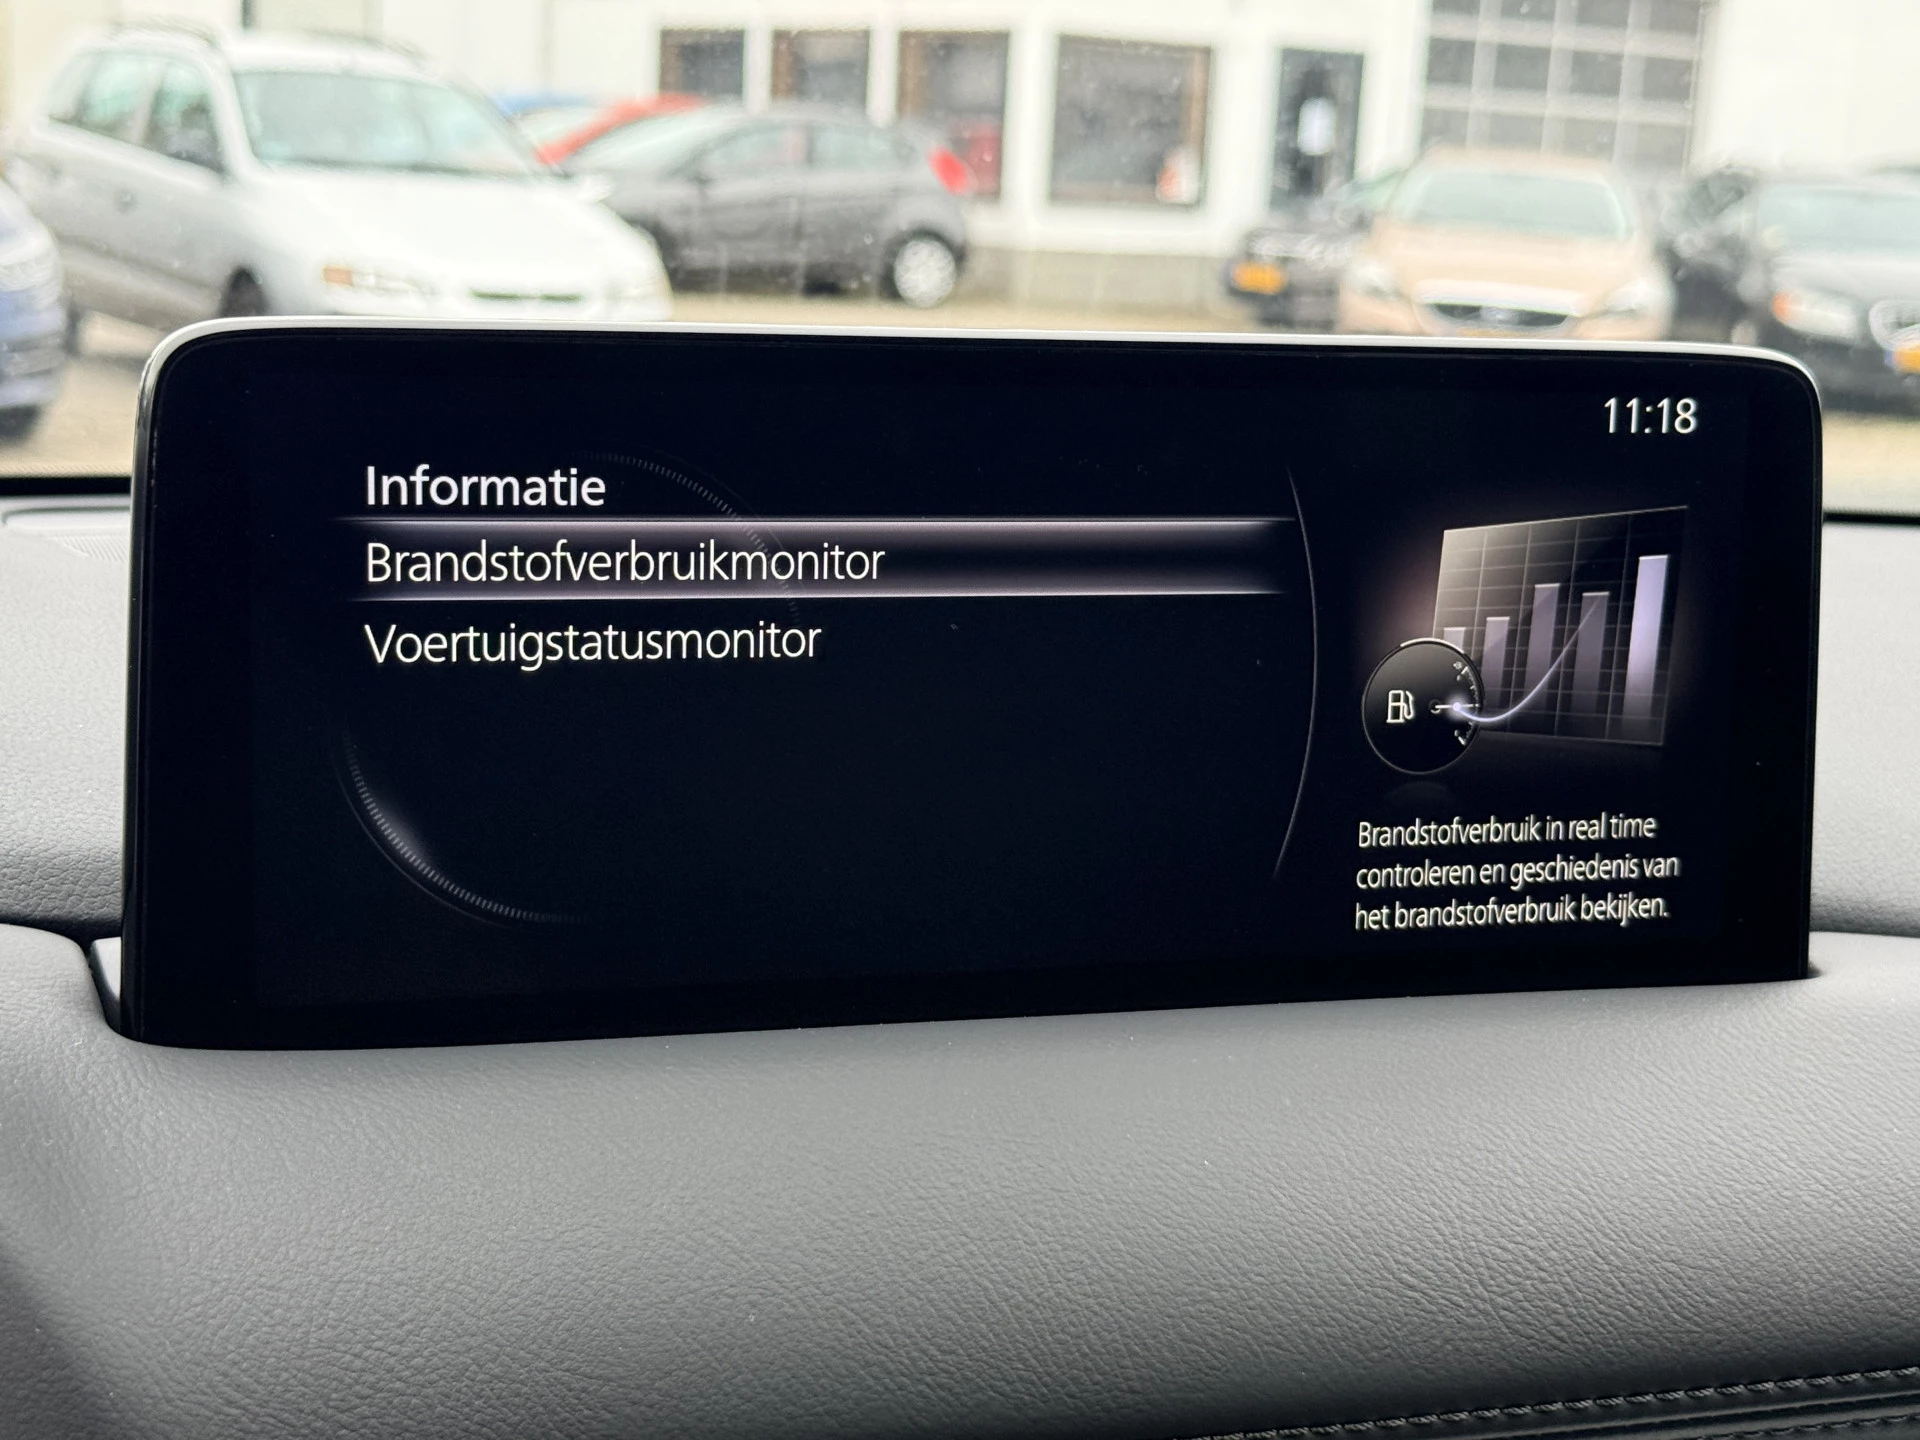 11:18
Informatie
Brandstofverbruikmonitor
Voertuigstatusmonitor
Brandstofverbruik in real time
controleren en geschiedenis van
het brandstofverbruik bekijken.